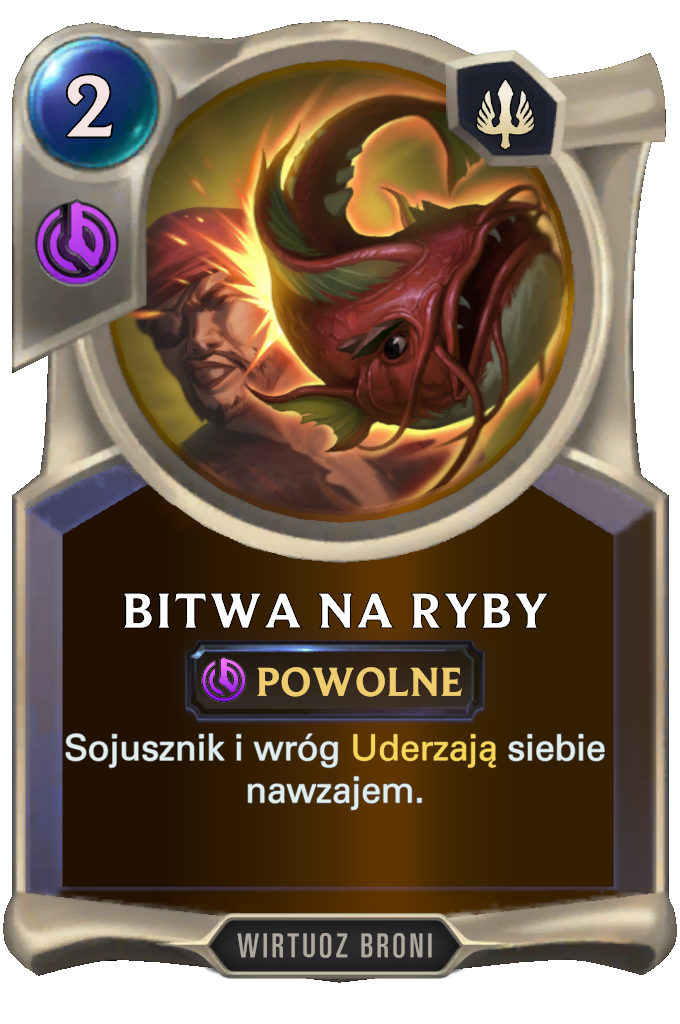 2
BITWA NA RYBY
POWOLNE
Sojusznik i wróg Uderzają siebie
nawzajem.
WIRTUOZ BRONI